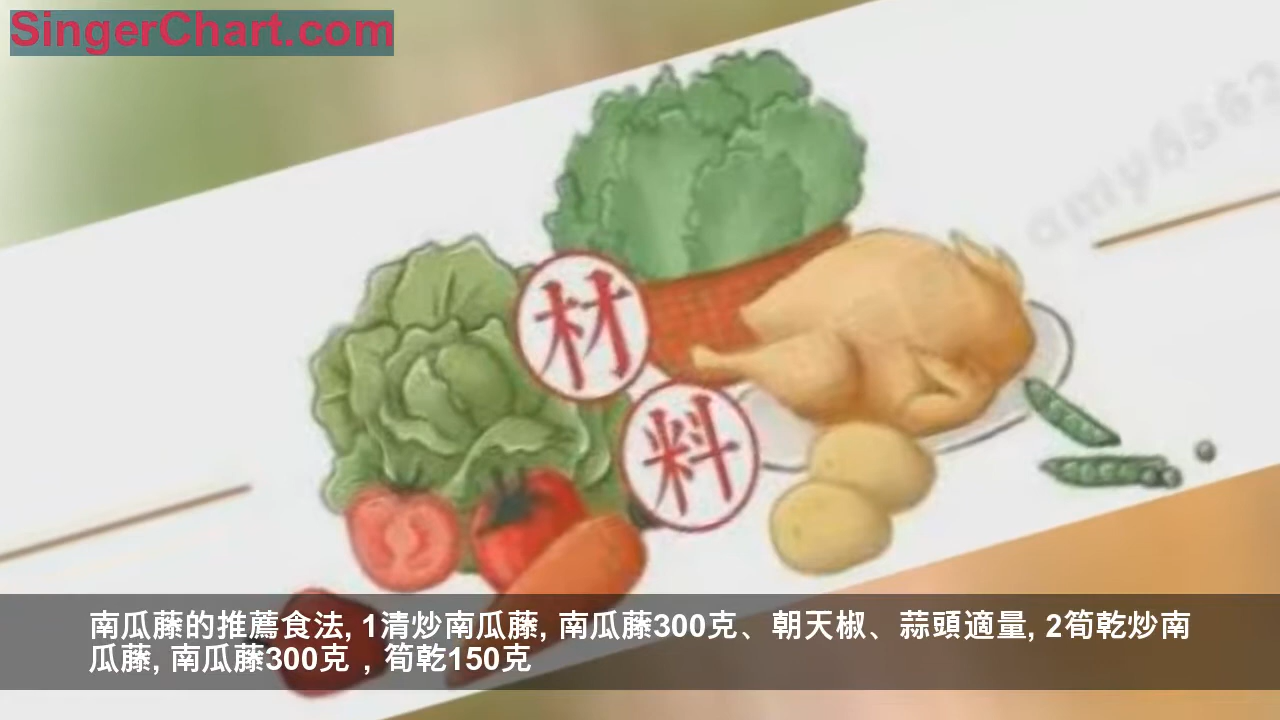 SingerChart.com
amy6562
材
料
南瓜藤的推薦食法, 1清炒南瓜藤, 南瓜藤300克、朝天椒、蒜頭適量, 2筍乾炒南
瓜藤, 南瓜藤300克，筍乾150克